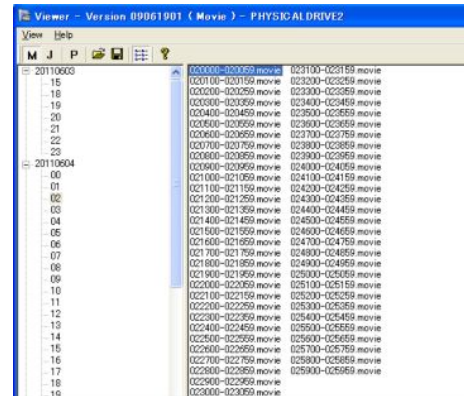 Viewer - Version 09061901 ( Movie ) - PHYSICALDRIVE2
View Help
M J P
20110603
15
18
19
20
21
22
23
20110604
00
01
02
03
04
05
06
07
08
09
10
11
12
13
14
15
16
17
18
19
020000-020059.movie 023100-023159.movie
020100-020159.movie 023200-023259.movie
020200-020259.movie 023300-023359.movie
020300-020359.movie 023400-023459.movie
020400-020459.movie 023500-023559.movie
020500-020559.movie 023600-023659.movie
020600-020659.movie 023700-023759.movie
020700-020759.movie 023800-023859.movie
020800-020859.movie 023900-023959.movie
020900-020959.movie 024000-024059.movie
021000-021059.movie 024100-024159.movie
021100-021159.movie 024200-024259.movie
021200-021259.movie 024300-024359.movie
021300-021359.movie 024400-024459.movie
021400-021459.movie 024500-024559.movie
021500-021559.movie 024600-024659.movie
021600-021659.movie 024700-024759.movie
021700-021759.movie 024800-024859.movie
021800-021859.movie 024900-024959.movie
021900-021959.movie 025000-025059.movie
022000-022059.movie 025100-025159.movie
022100-022159.movie 025200-025259.movie
022200-022259.movie 025300-025359.movie
022300-022359.movie 025400-025459.movie
022400-022459.movie 025500-025559.movie
022500-022559.movie 025600-025659.movie
022600-022659.movie 025700-025759.movie
022700-022759.movie 025800-025859.movie
022800-022859.movie 025900-025959.movie
022900-022959.movie
023000-023059.movie